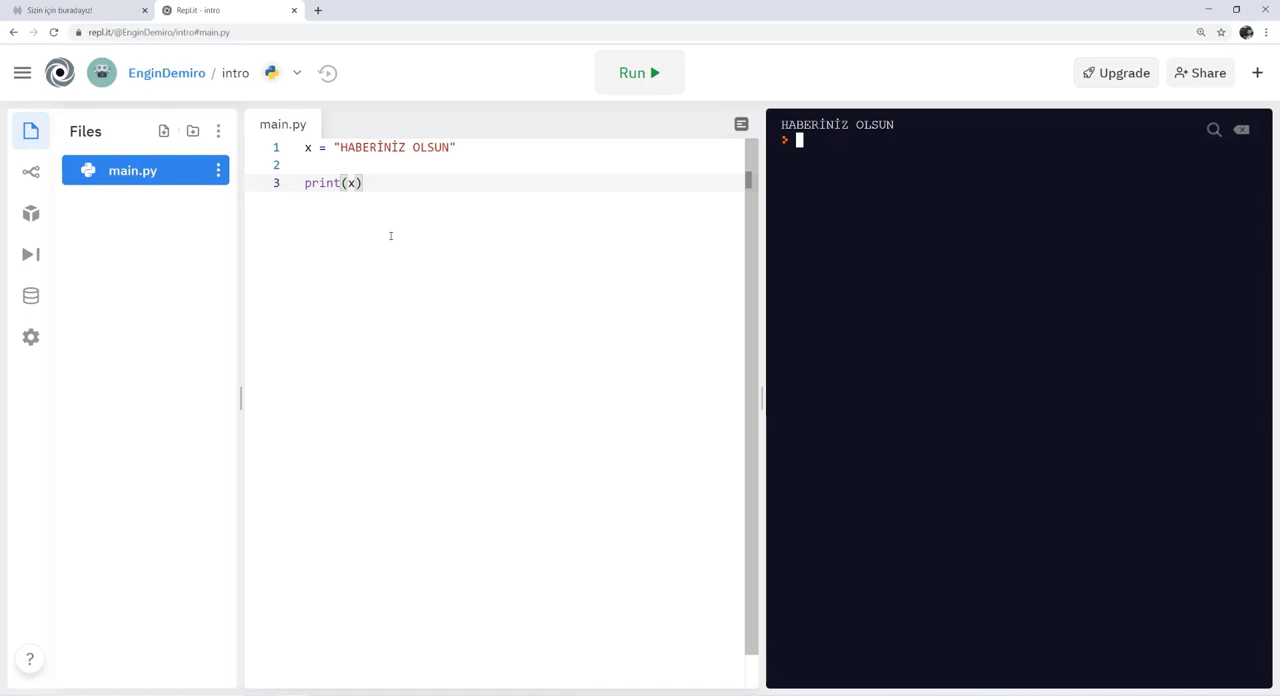 Sizin için buradayız!
Repl.it - intro
repl.it/@EnginDemiro/intro#main.py
EnginDemiro / intro
Run
Upgrade
Share
Files
main.py
main.py
1 x = "HABERİNİZ OLSUN"
2
3 print(x)
HABERİNİZ OLSUN
?